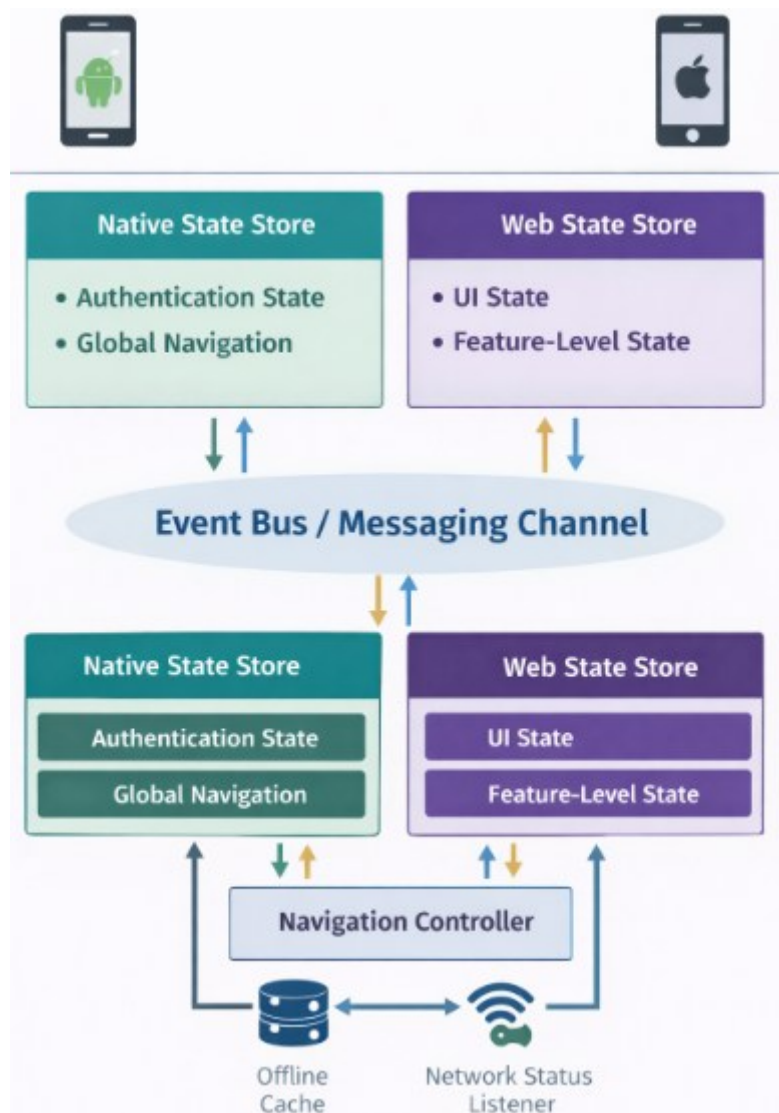 Native State Store
• Authentication State
• Global Navigation
Web State Store
• UI State
• Feature-Level State
Event Bus / Messaging Channel
Native State Store
Authentication State
Global Navigation
Web State Store
UI State
Feature-Level State
Navigation Controller
Offline
Cache
Network Status
Listener